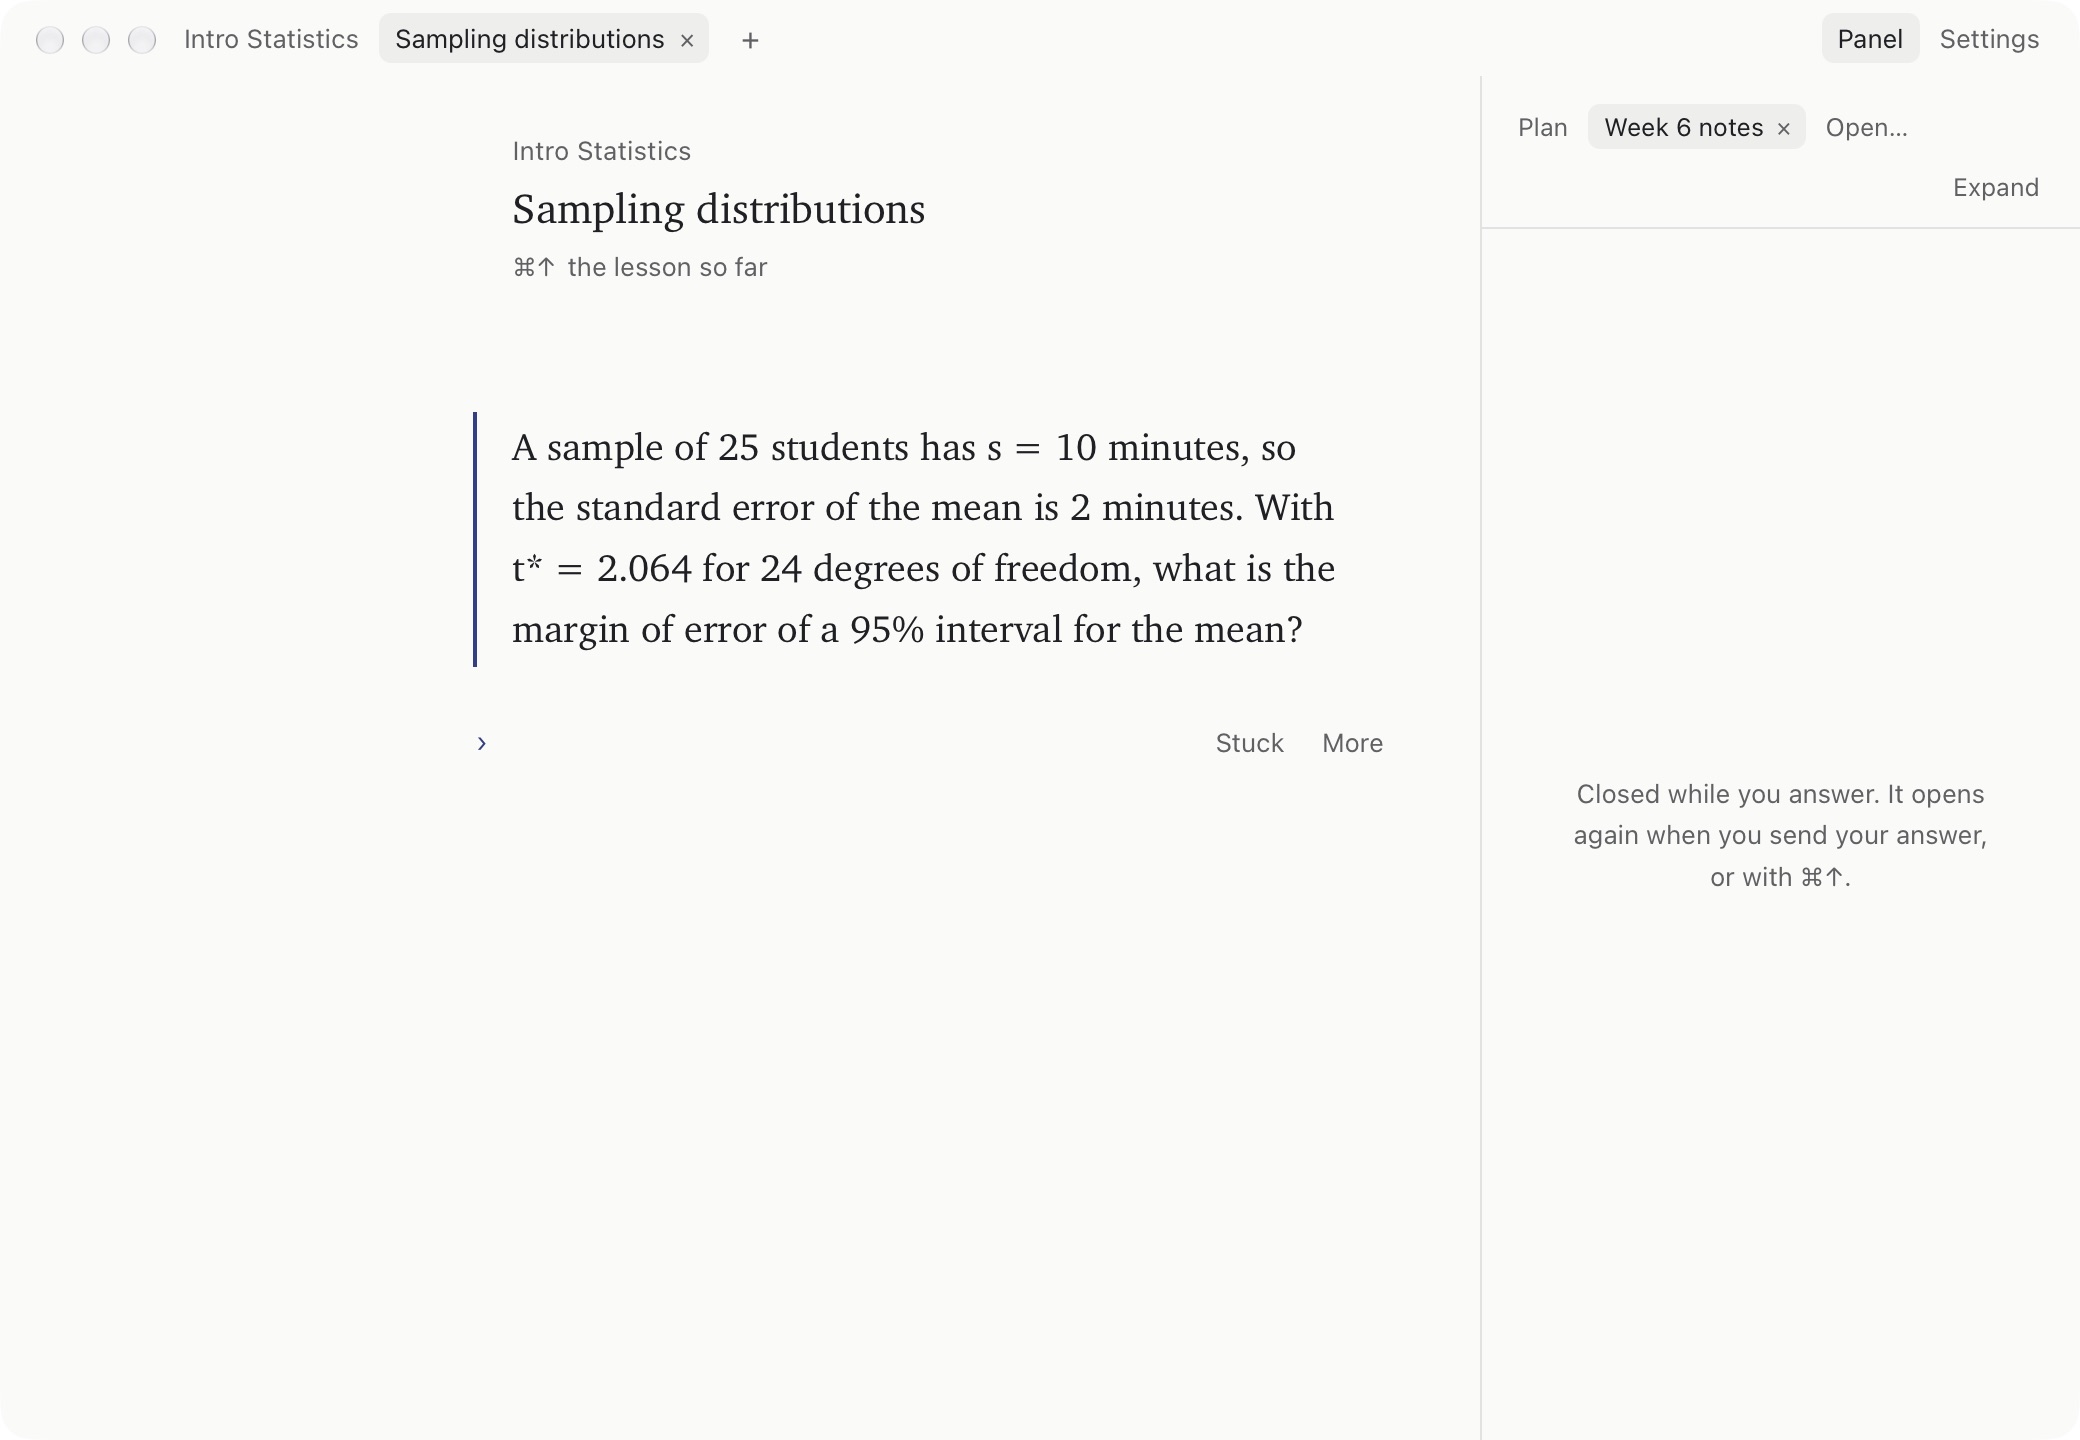 Intro Statistics
Sampling distributions ×
+
Panel
Settings
Intro Statistics
Sampling distributions
⌘↑ the lesson so far
A sample of 25 students has s = 10 minutes, so
the standard error of the mean is 2 minutes. With
t* = 2.064 for 24 degrees of freedom, what is the
margin of error of a 95% interval for the mean?
›
Stuck
More
Plan
Week 6 notes ×
Open…
Expand
Closed while you answer. It opens
again when you send your answer,
or with ⌘↑.